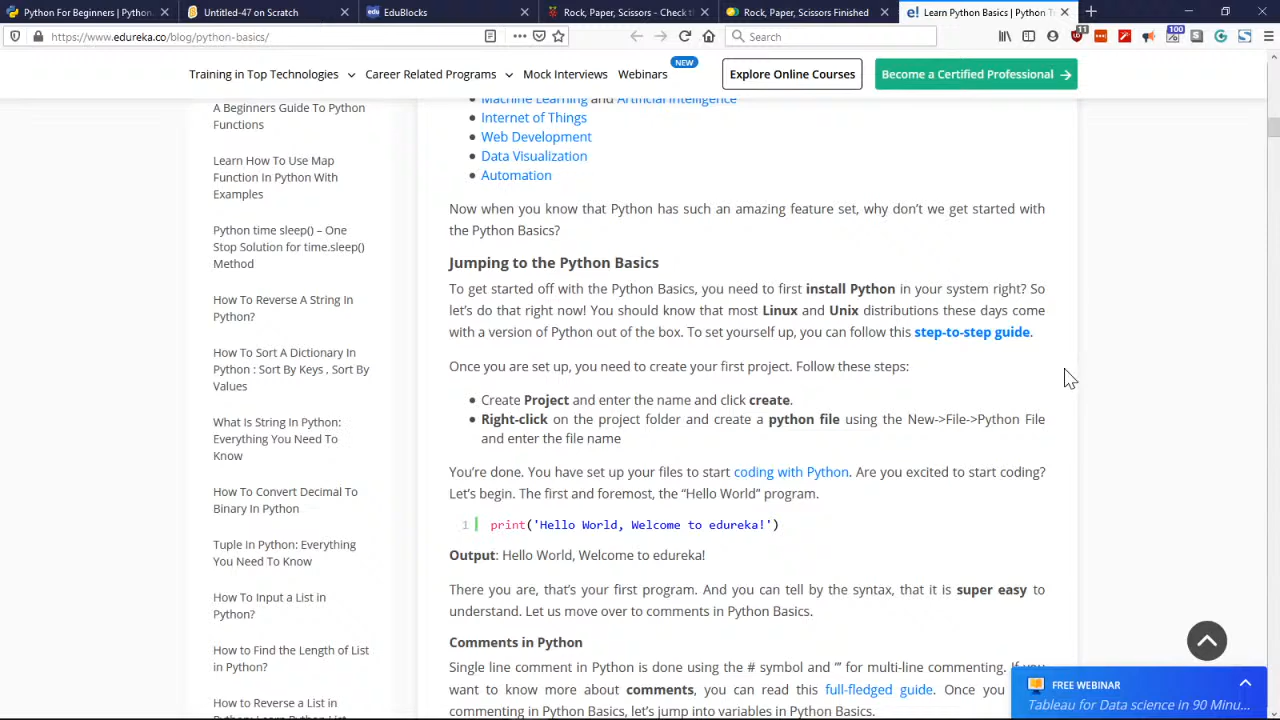 Python For Beginners | Python.
Untitled-47 on Scratch
EduBlocks
Rock, Paper, Scissors - Check th
Rock, Paper, Scissors Finished
e! Learn Python Basics | Python T
https://www.edureka.co/blog/python-basics/
Search
11
100
Training in Top Technologies
Career Related Programs
Mock Interviews
Webinars
NEW
Explore Online Courses
Become a Certified Professional
A Beginners Guide To Python
Functions
Learn How To Use Map
Function In Python With
Examples
Python time sleep() – One
Stop Solution for time.sleep()
Method
How To Reverse A String In
Python?
How To Sort A Dictionary In
Python : Sort By Keys , Sort By
Values
What Is String In Python:
Everything You Need To
Know
How To Convert Decimal To
Binary In Python
Tuple In Python: Everything
You Need To Know
How To Input a List in
Python?
How to Find the Length of List
in Python?
How to Reverse a List in
Python: Learn Python List
Machine Learning and Artificial Intelligence
Internet of Things
Web Development
Data Visualization
Automation
Now when you know that Python has such an amazing feature set, why don’t we get started with
the Python Basics?
Jumping to the Python Basics
To get started off with the Python Basics, you need to first install Python in your system right? So
let’s do that right now! You should know that most Linux and Unix distributions these days come
with a version of Python out of the box. To set yourself up, you can follow this step-to-step guide.
Once you are set up, you need to create your first project. Follow these steps:
Create Project and enter the name and click create.
Right-click on the project folder and create a python file using the New->File->Python File
and enter the file name
You’re done. You have set up your files to start coding with Python. Are you excited to start coding?
Let’s begin. The first and foremost, the “Hello World” program.
1 print('Hello World, Welcome to edureka!')
Output: Hello World, Welcome to edureka!
There you are, that’s your first program. And you can tell by the syntax, that it is super easy to
understand. Let us move over to comments in Python Basics.
Comments in Python
Single line comment in Python is done using the # symbol and ”’ for multi-line commenting. If you
want to know more about comments, you can read this full-fledged guide. Once you
commenting in Python Basics, let’s jump into variables in Python Basics.
FREE WEBINAR
Tableau for Data science in 90 Minu...